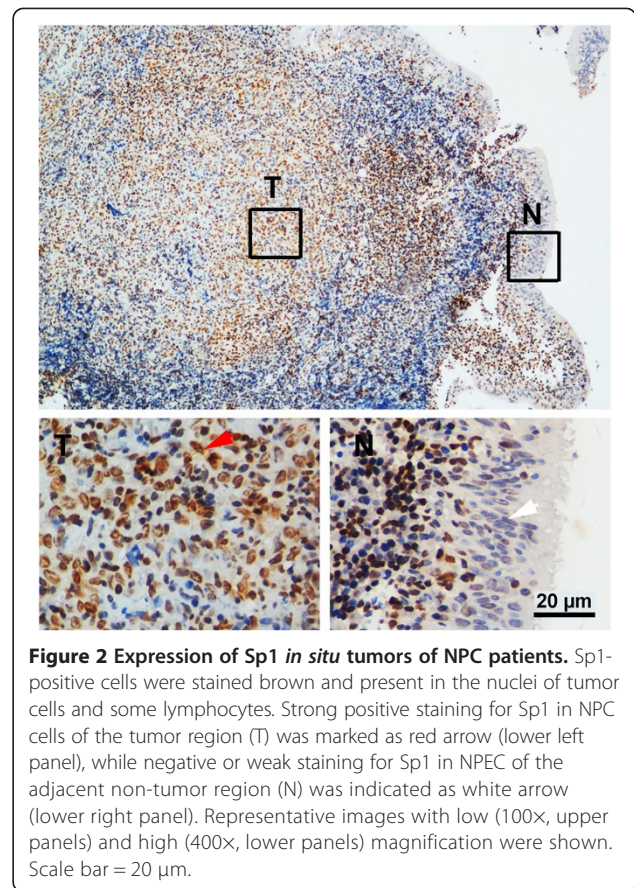 T
N
T
N
20 µm
Figure 2 Expression of Sp1 in situ tumors of NPC patients. Sp1-
positive cells were stained brown and present in the nuclei of tumor
cells and some lymphocytes. Strong positive staining for Sp1 in NPC
cells of the tumor region (T) was marked as red arrow (lower left
panel), while negative or weak staining for Sp1 in NPEC of the
adjacent non-tumor region (N) was indicated as white arrow
(lower right panel). Representative images with low (100×, upper
panels) and high (400×, lower panels) magnification were shown.
Scale bar = 20 µm.